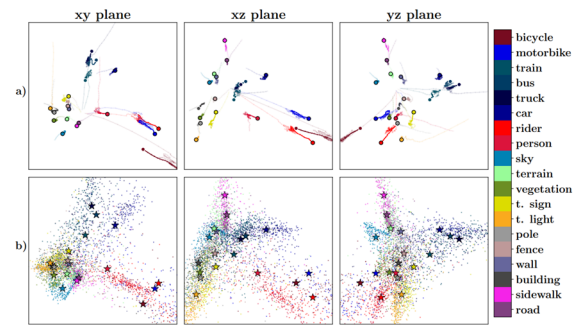 xy plane
xz plane
yz plane
a)
b)
bicycle
motorbike
train
bus
truck
car
rider
person
sky
terrain
vegetation
t. sign
t. light
pole
fence
wall
building
sidewalk
road